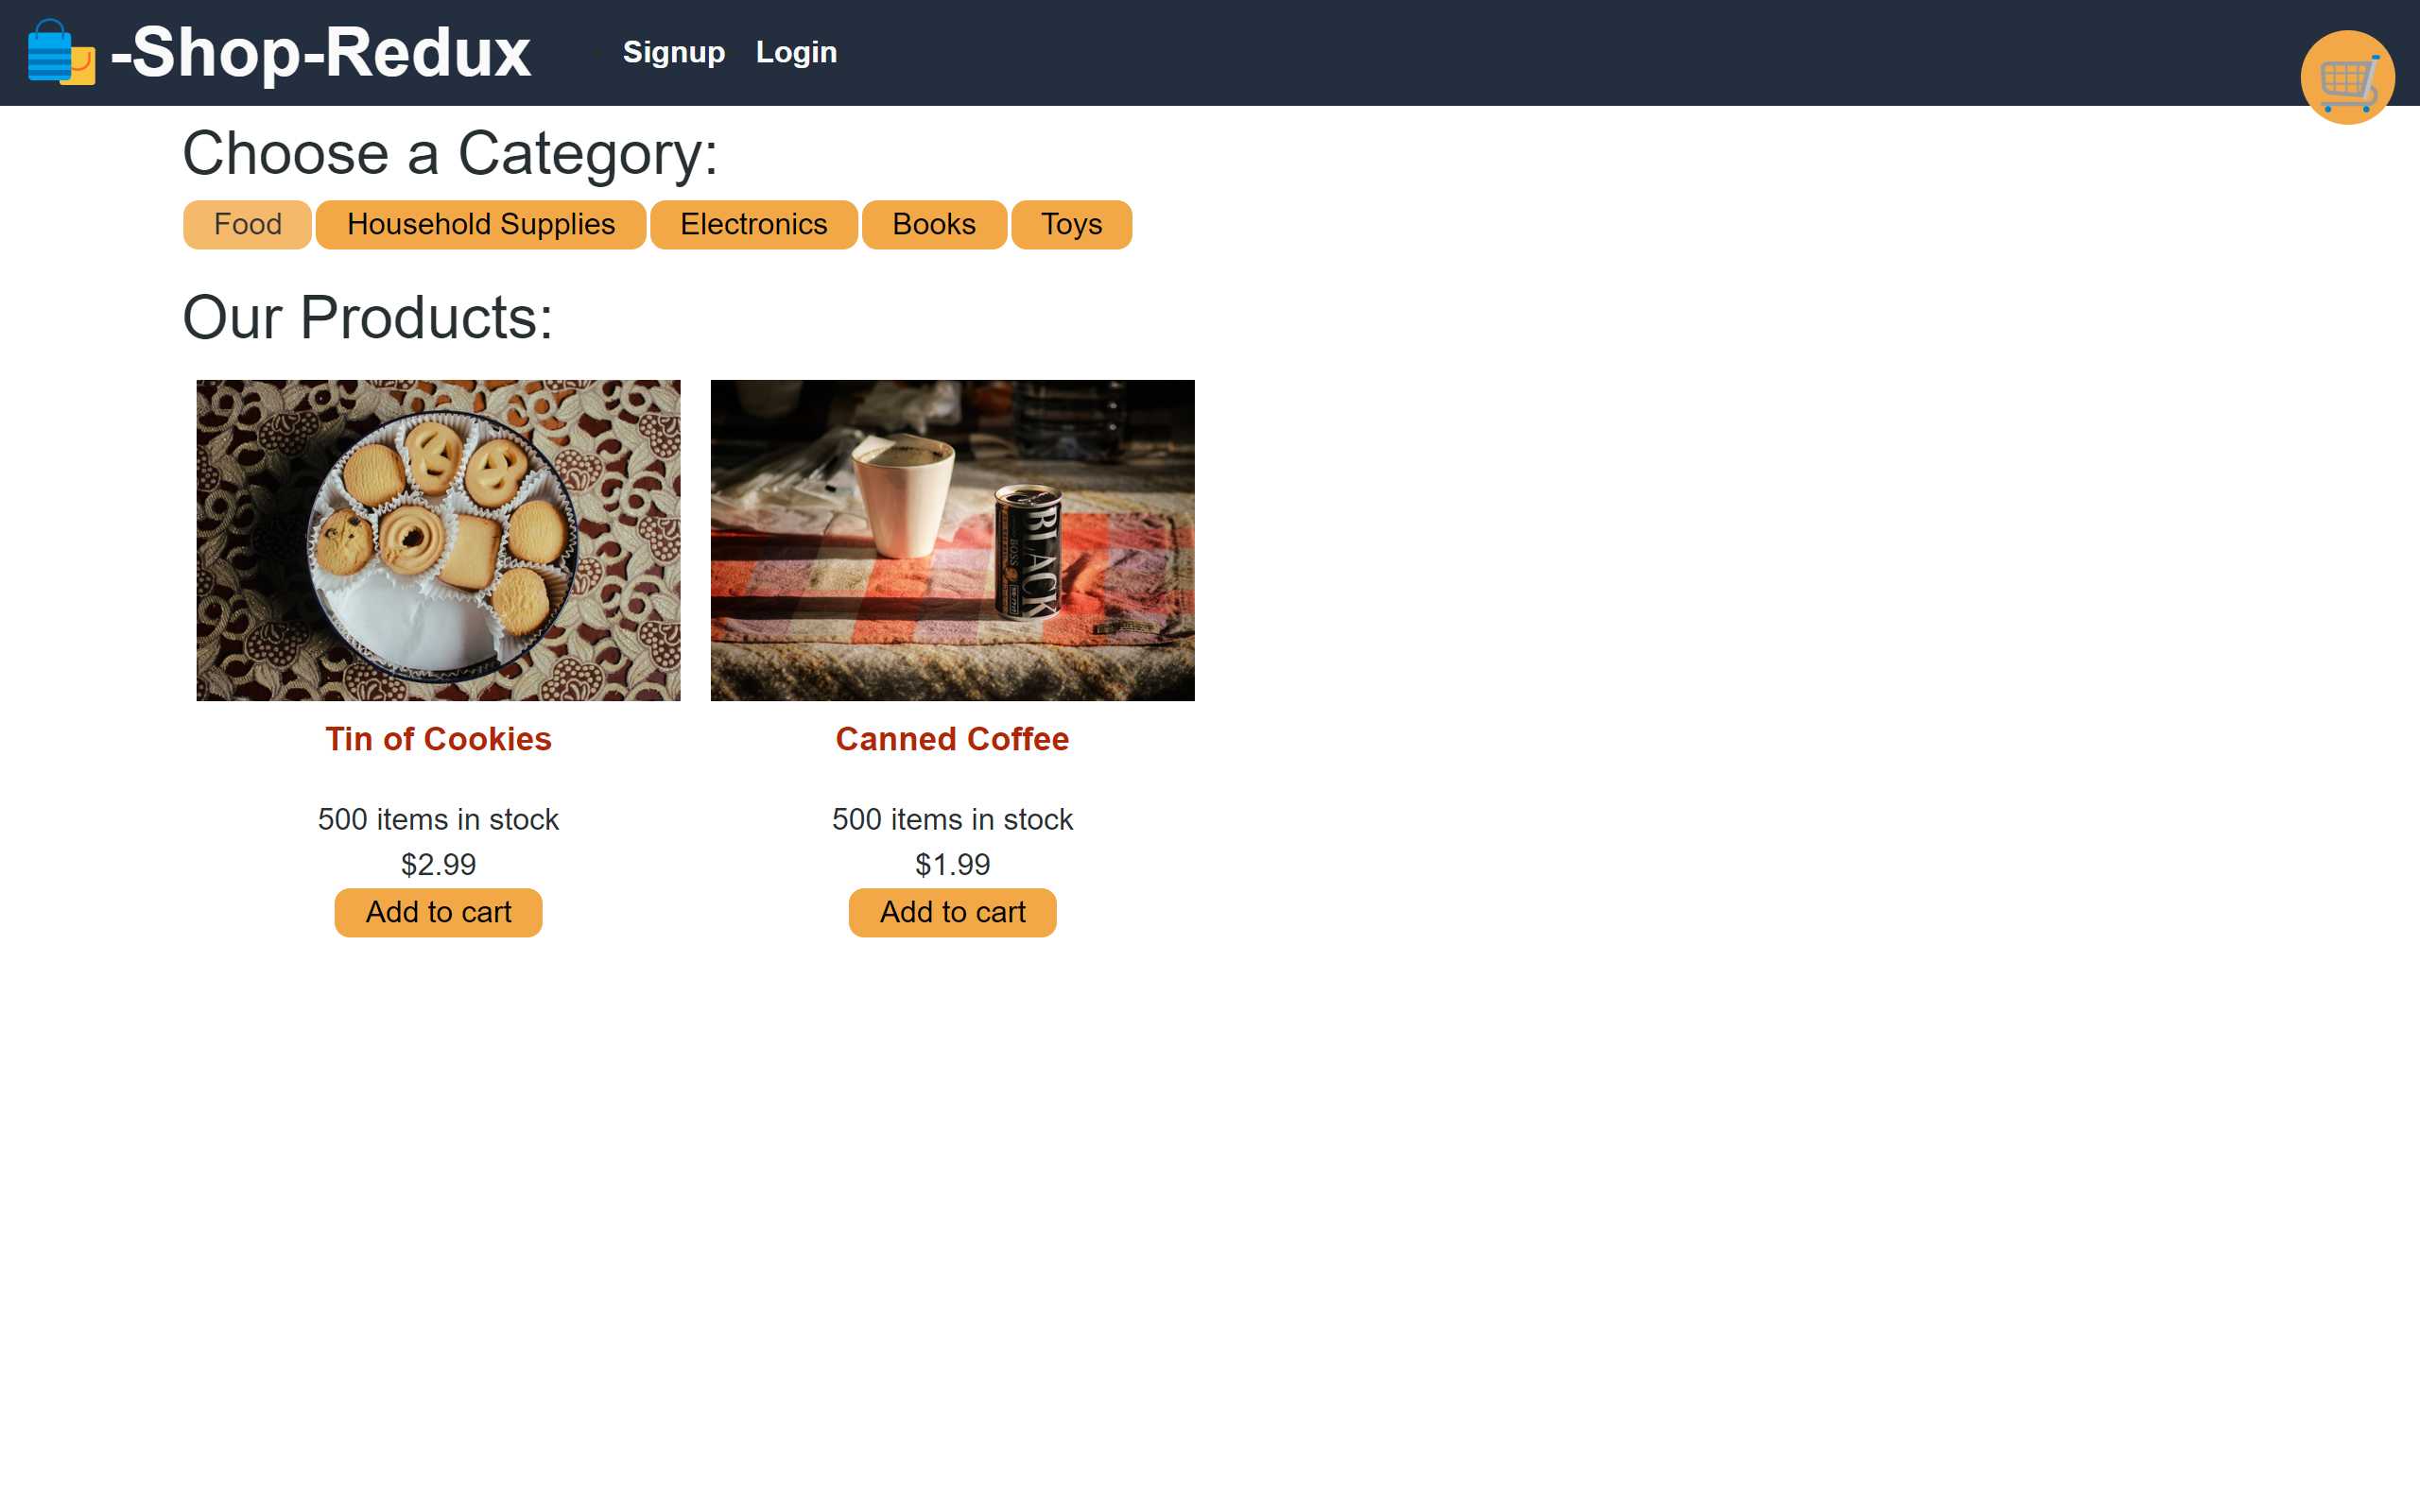 -Shop-Redux
Signup Login
Choose a Category:
Food Household Supplies Electronics Books Toys
Our Products:
BLACK
BOSS
Tin of Cookies Canned Coffee
500 items in stock 500 items in stock
$2.99 $1.99
Add to cart Add to cart